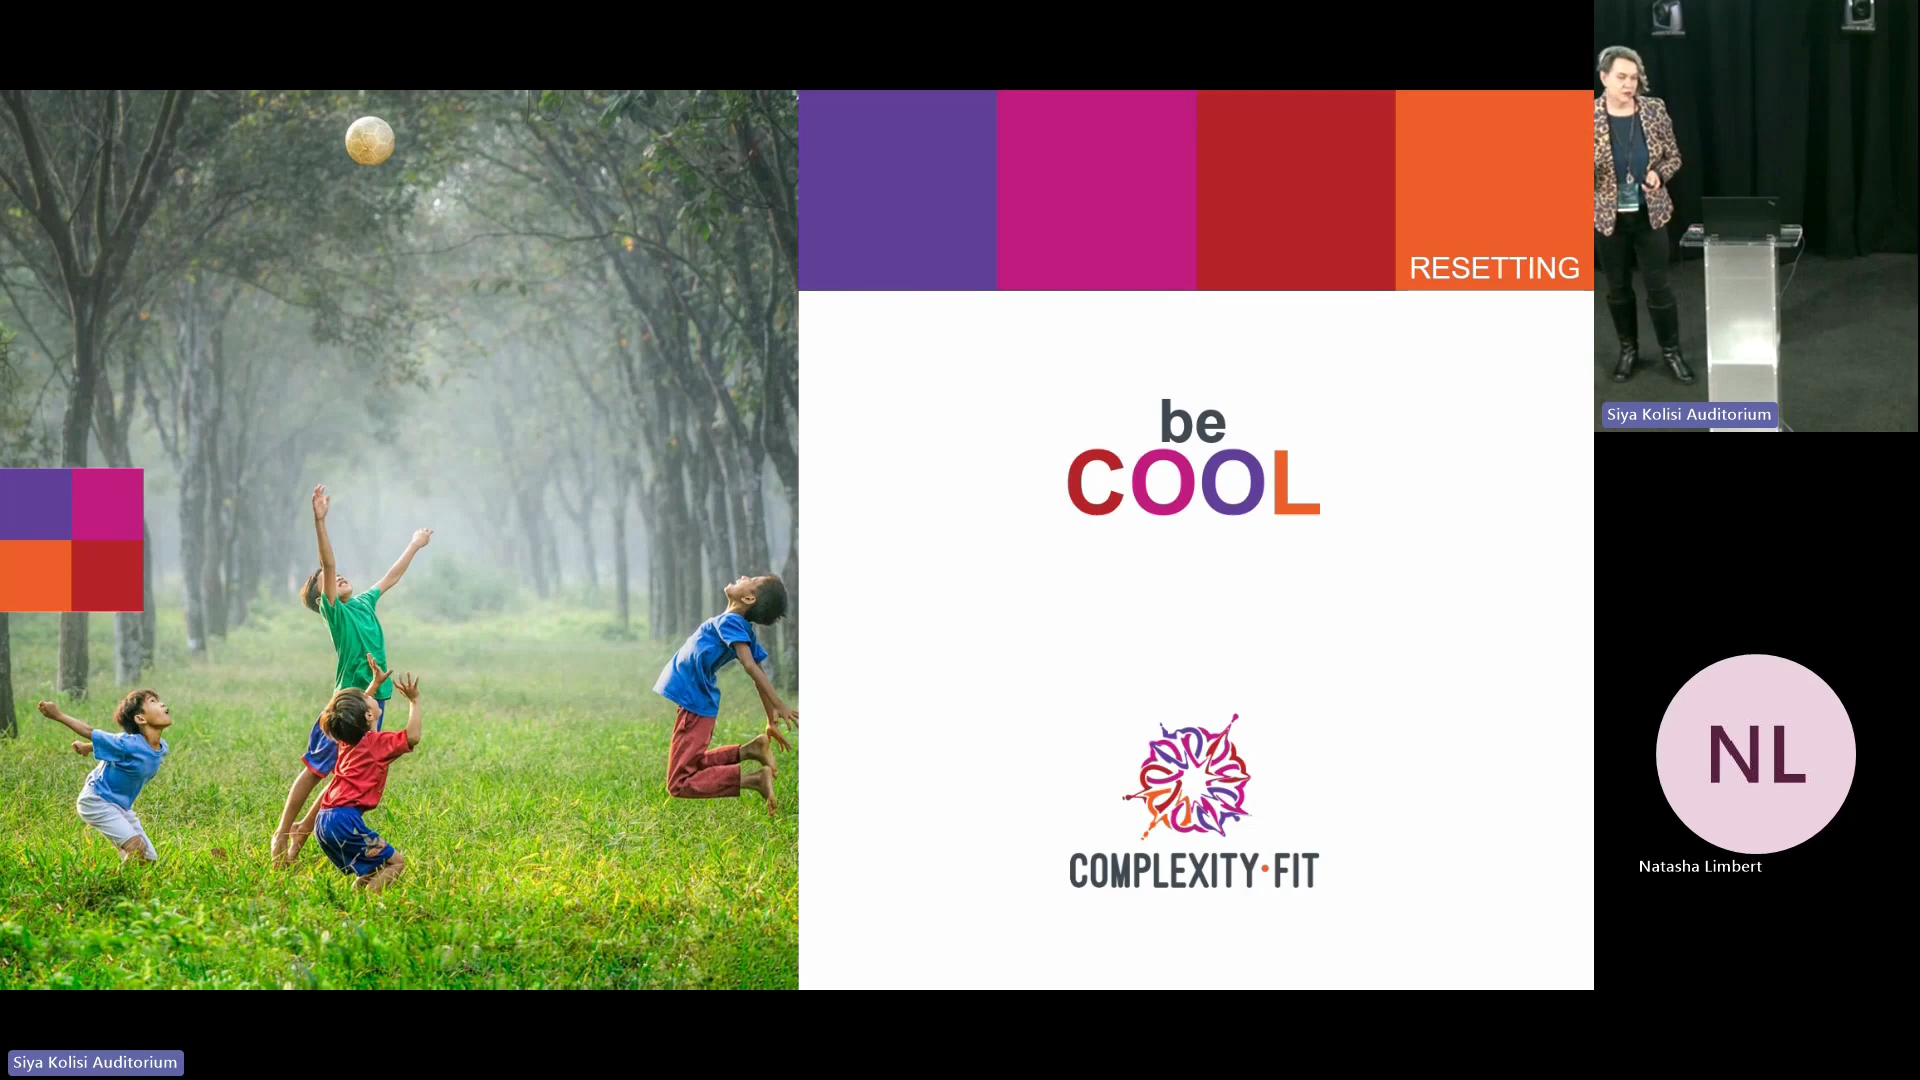 RESETTING
be
COOL
COMPLEXITY·FIT
Siya Kolisi Auditorium
NL
Natasha Limbert
Siya Kolisi Auditorium